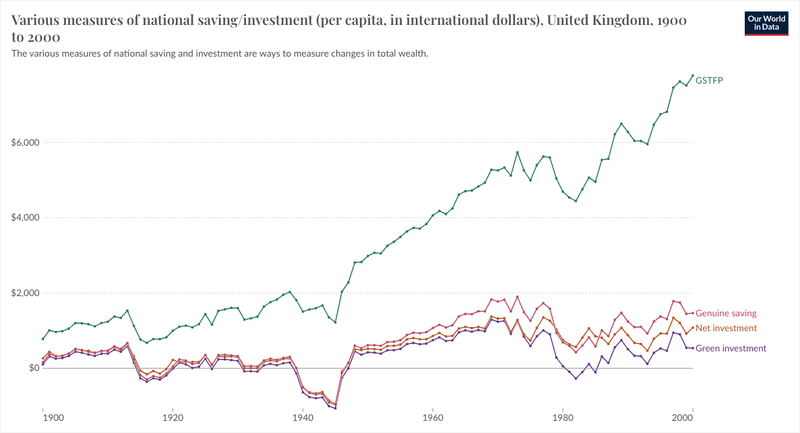 Various measures of national saving/investment (per capita, in international dollars), United Kingdom, 1900
to 2000
The various measures of national saving and investment are ways to measure changes in total wealth.
Our World
in Data
GSTFP
$6,000
$4,000
$2,000
Genuine saving
Net investment
Green investment
$0
1900
1920
1940
1960
1980
2000